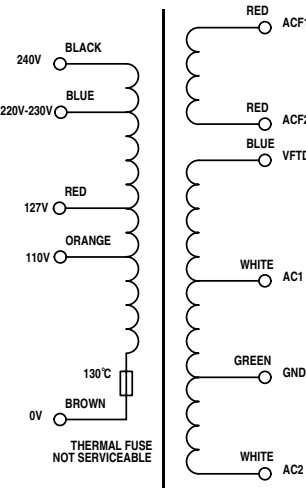 RED
ACF1
BLACK
240V
BLUE
220V-230V
RED
ACF2
BLUE
VFTD
RED
127V
ORANGE
110V
WHITE
AC1
GREEN
GND
130℃
BROWN
0V
THERMAL FUSE
NOT SERVICEABLE
WHITE
AC2